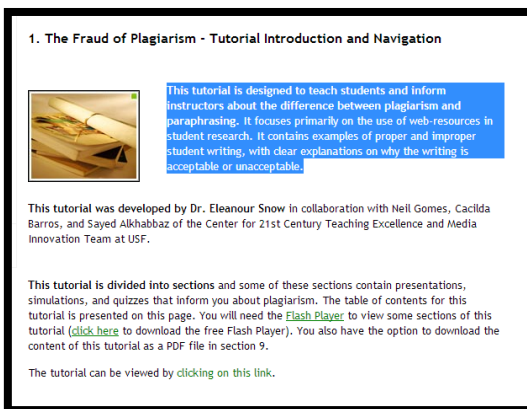 1. The Fraud of Plagiarism - Tutorial Introduction and Navigation
This tutorial is designed to teach students and inform
instructors about the difference between plagiarism and
paraphrasing. It focuses primarily on the use of web-resources in
student research. It contains examples of proper and improper
student writing, with clear explanations on why the writing is
acceptable or unacceptable.
This tutorial was developed by Dr. Eleanour Snow in collaboration with Neil Gomes, Cacilda
Barros, and Sayed Alkhabbaz of the Center for 21st Century Teaching Excellence and Media
Innovation Team at USF.
This tutorial is divided into sections and some of these sections contain presentations,
simulations, and quizzes that inform you about plagiarism. The table of contents for this
tutorial is presented on this page. You will need the Flash Player to view some sections of this
tutorial (click here to download the free Flash Player). You also have the option to download the
content of this tutorial as a PDF file in section 9.
The tutorial can be viewed by clicking on this link.